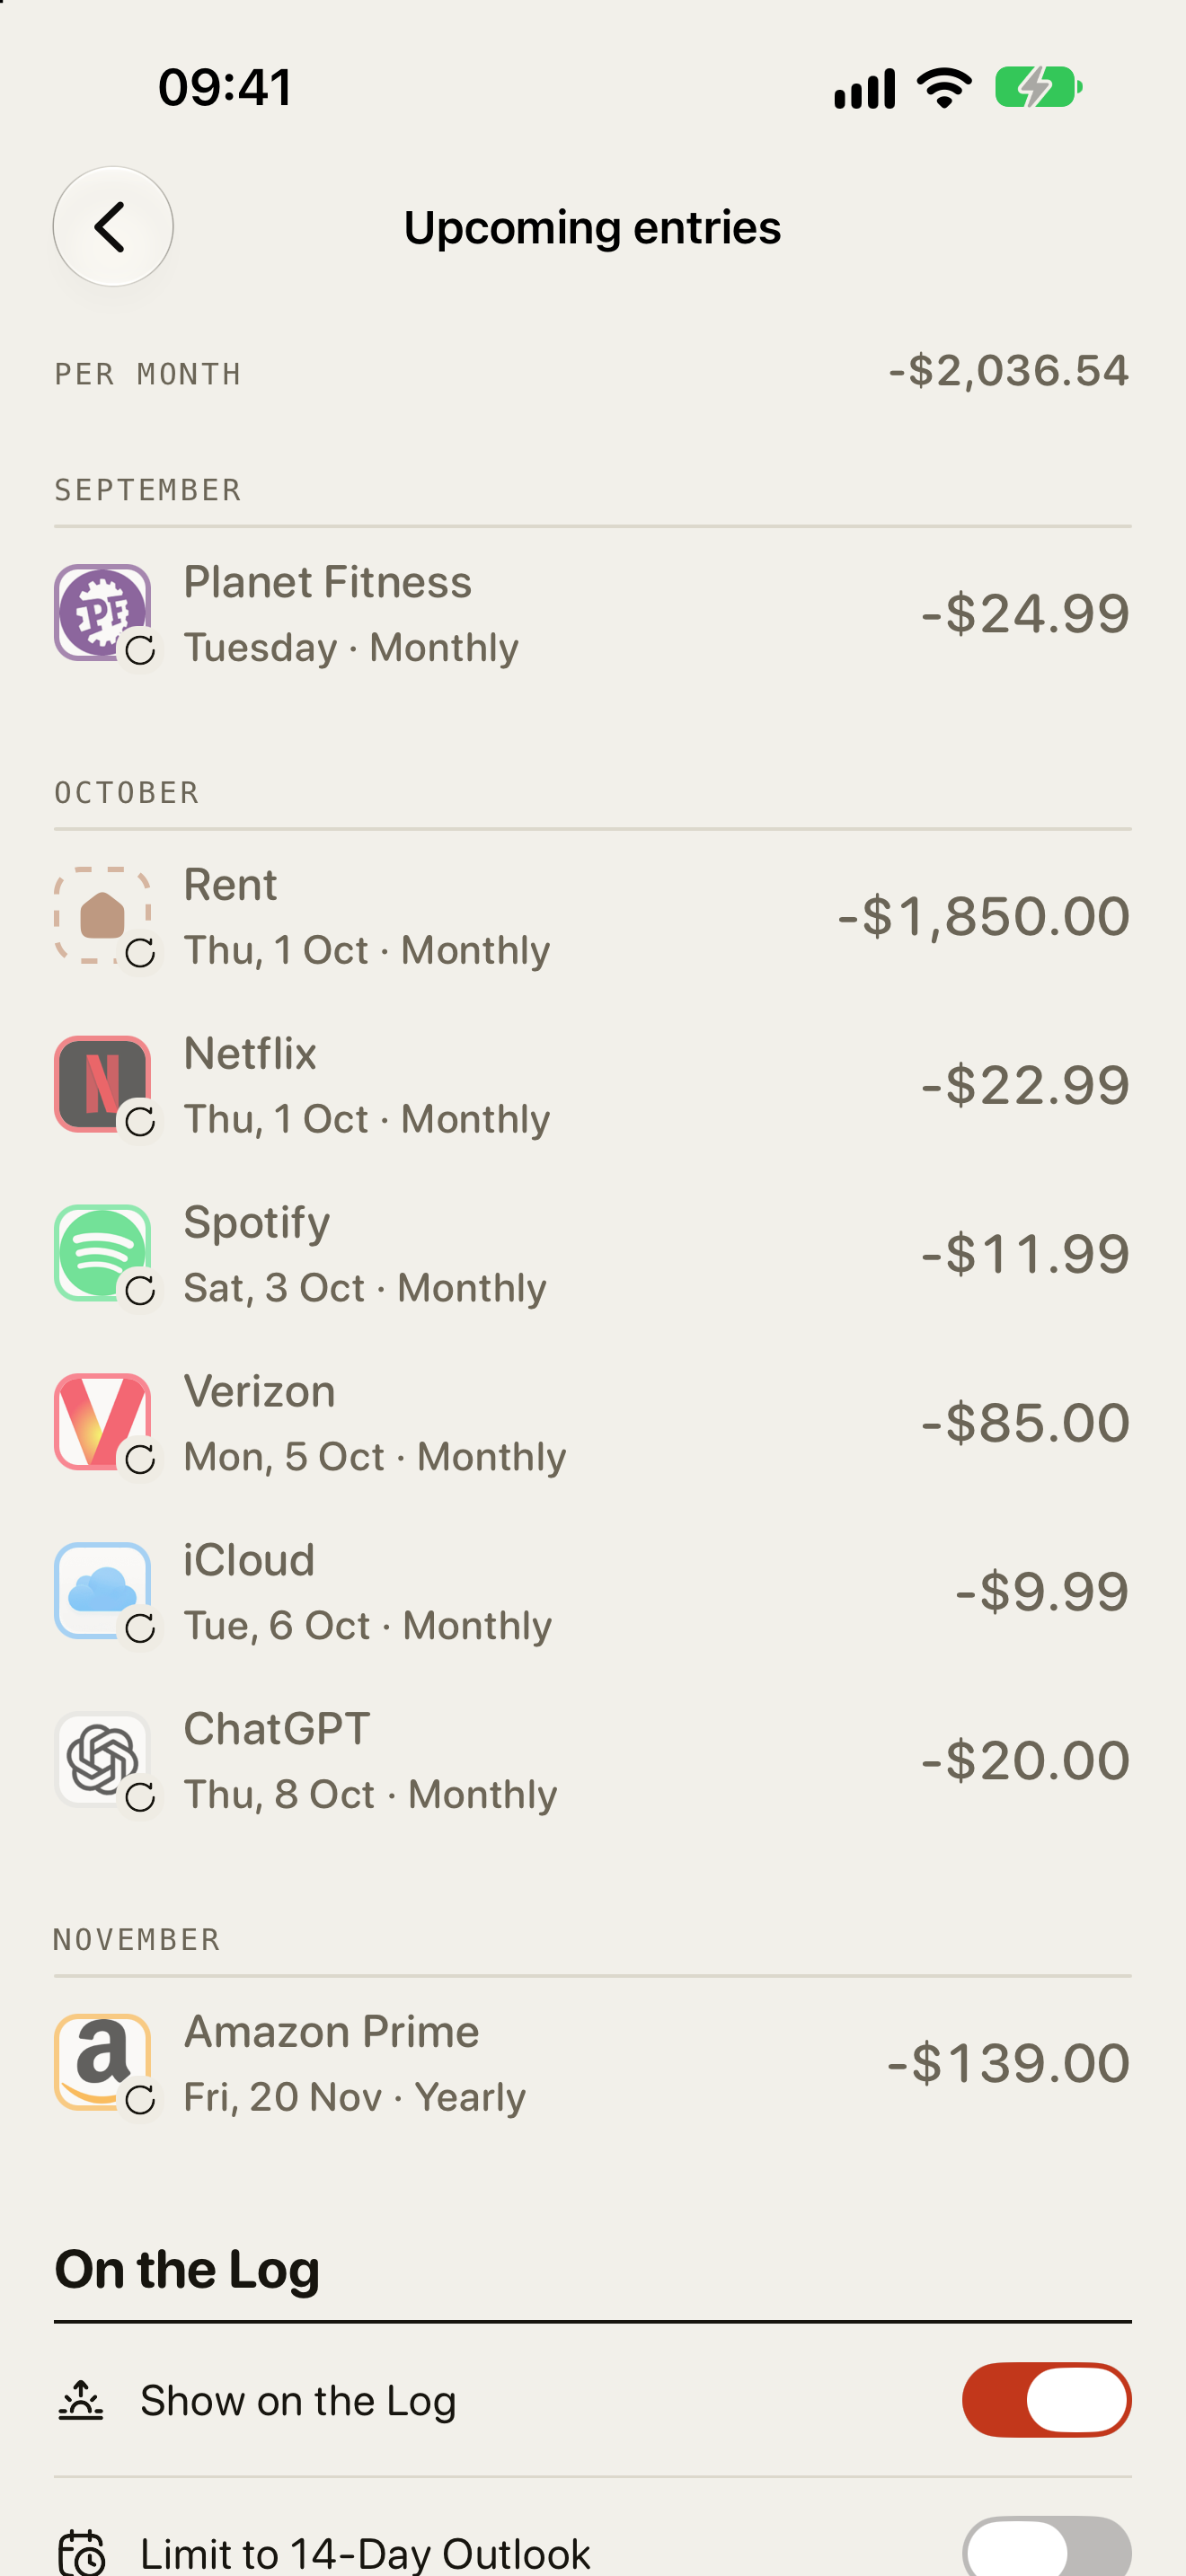 09:41
Upcoming entries
PER MONTH -$2,036.54
SEPTEMBER
PF
Planet Fitness
Tuesday · Monthly
-$24.99
OCTOBER
Rent
Thu, 1 Oct · Monthly
-$1,850.00
N
Netflix
Thu, 1 Oct · Monthly
-$22.99
Spotify
Sat, 3 Oct · Monthly
-$11.99
Verizon
Mon, 5 Oct · Monthly
-$85.00
iCloud
Tue, 6 Oct · Monthly
-$9.99
ChatGPT
Thu, 8 Oct · Monthly
-$20.00
NOVEMBER
a
Amazon Prime
Fri, 20 Nov · Yearly
-$139.00
On the Log
Show on the Log
Limit to 14-Day Outlook